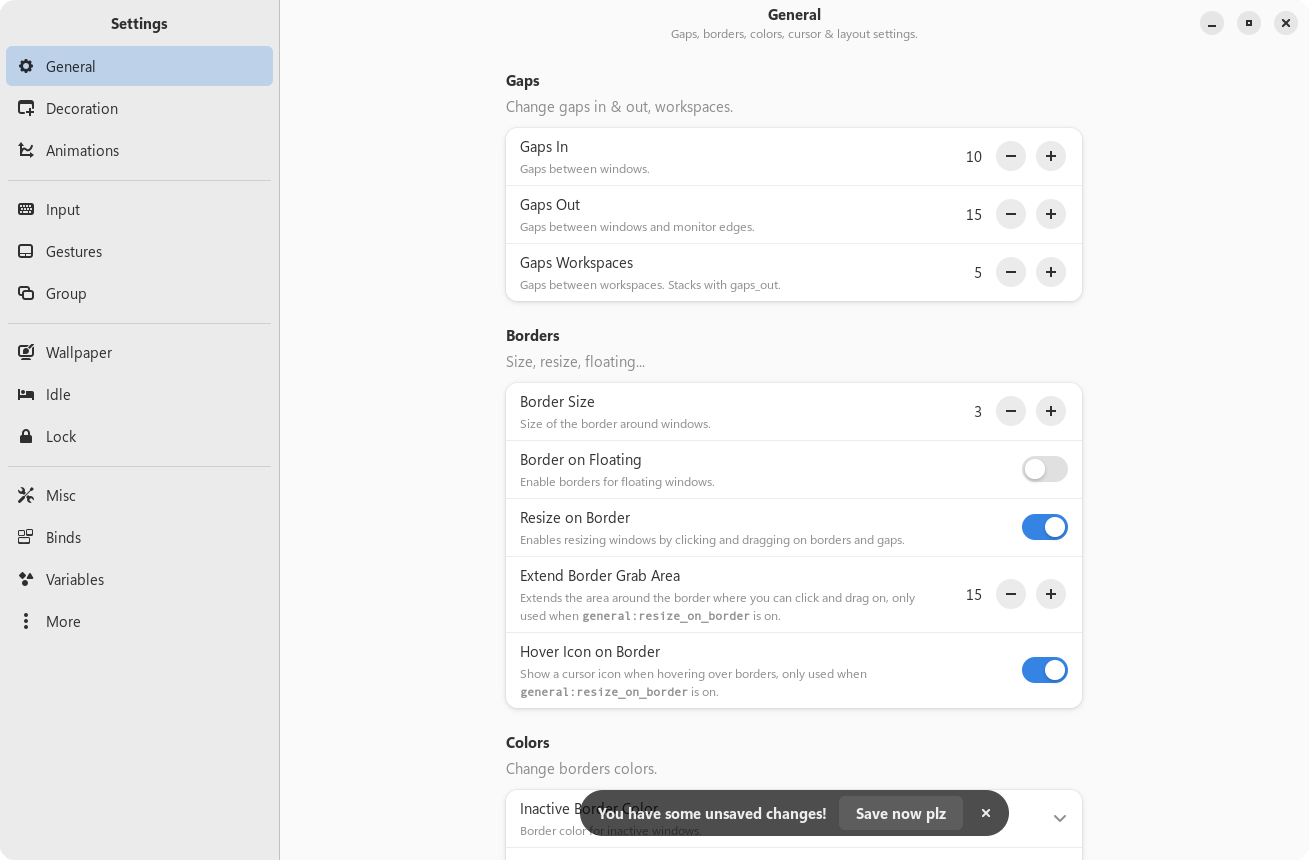 Settings
General
Decoration
Animations
Input
Gestures
Group
Wallpaper
Idle
Lock
Misc
Binds
Variables
More
General
Gaps, borders, colors, cursor & layout settings.
Gaps
Change gaps in & out, workspaces.
Gaps In
Gaps between windows.
10
Gaps Out
Gaps between windows and monitor edges.
15
Gaps Workspaces
Gaps between workspaces. Stacks with gaps_out.
5
Borders
Size, resize, floating...
Border Size
Size of the border around windows.
3
Border on Floating
Enable borders for floating windows.
Resize on Border
Enables resizing windows by clicking and dragging on borders and gaps.
Extend Border Grab Area
Extends the area around the border where you can click and drag on, only
used when general:resize_on_border is on.
15
Hover Icon on Border
Show a cursor icon when hovering over borders, only used when
general:resize_on_border is on.
Colors
Change borders colors.
Inactive Border Color
Border color for inactive windows.
You have some unsaved changes!
Save now plz